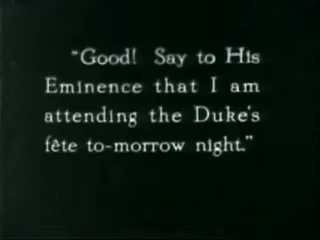 "Good! Say to His
Eminence that I am
attending the Duke's
fête to-morrow night."